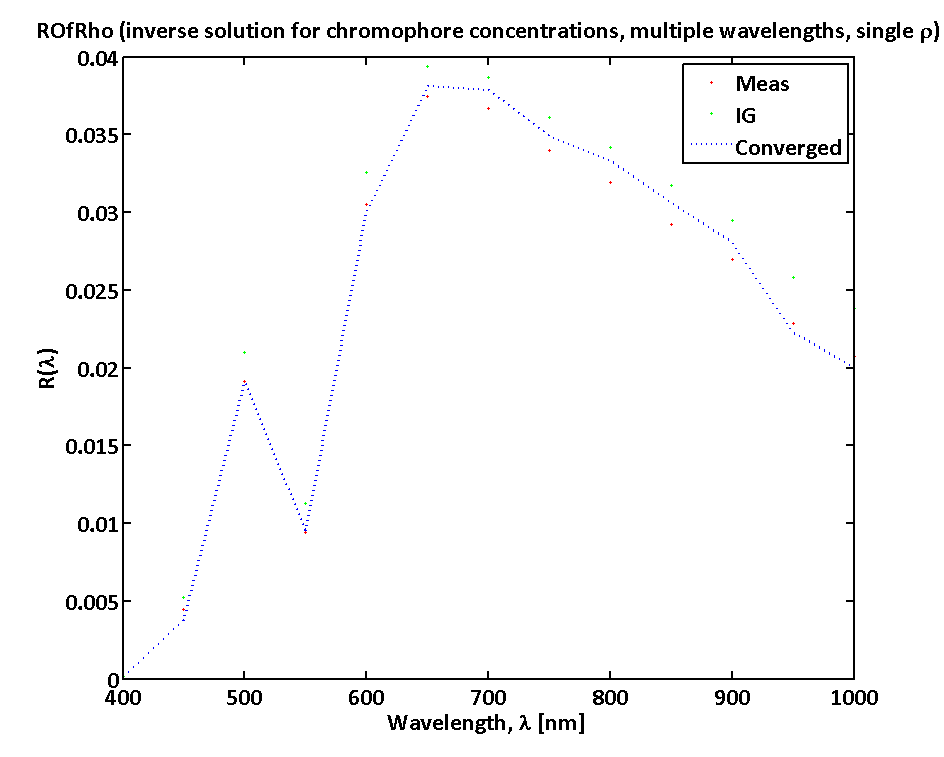 ROfRho (inverse solution for chromophore concentrations, multiple wavelengths, single ρ)
0.04
0.035
0.03
0.025
0.02
0.015
0.01
0.005
0
R(λ)
Meas
IG
Converged
400 500 600 700 800 900 1000
Wavelength, λ [nm]